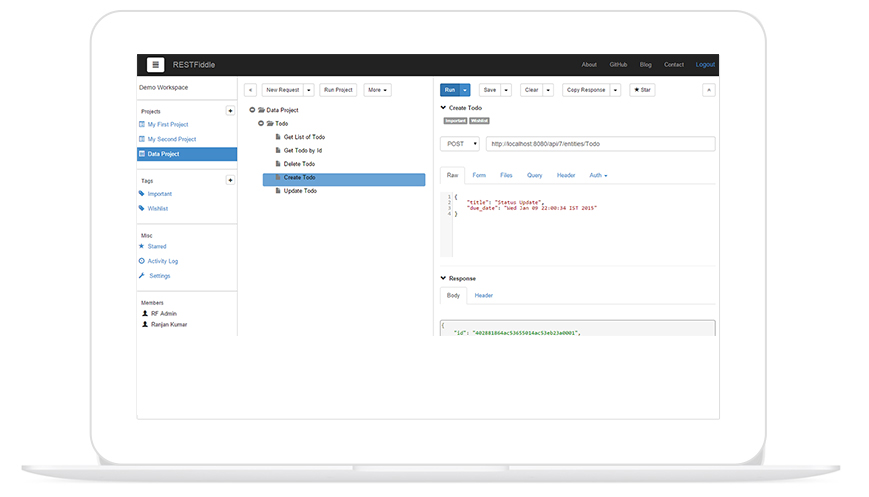 RESTFiddle
About GitHub Blog Contact Logout
Demo Workspace
Projects
My First Project
My Second Project
Data Project
Tags
Important
Wishlist
Misc
Starred
Activity Log
Settings
Members
RF Admin
Ranjan Kumar
New Request Run Project More
Data Project
Todo
Get List of Todo
Get Todo by Id
Delete Todo
Create Todo
Update Todo
Run Save Clear Copy Response Star
Create Todo
Important Wishlist
POST http://localhost:8080/api/7/entities/Todo
Raw Form Files Query Header Auth
1 {
2 "title": "Status Update",
3 "due_date": "Wed Jan 09 22:00:34 IST 2015"
4 }
Response
Body Header
{
"id": "402881864ac53655014ac53eb23a0001",